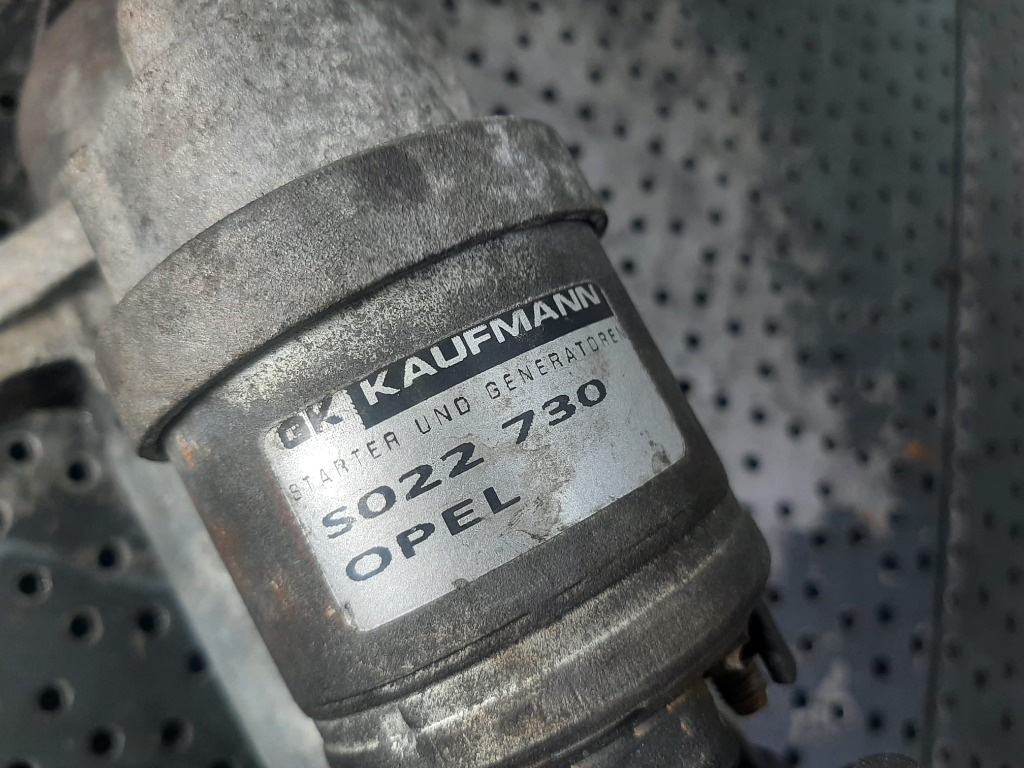 GK KAUFMANN
STARTER UND GENERATOREN
S022 730
OPEL